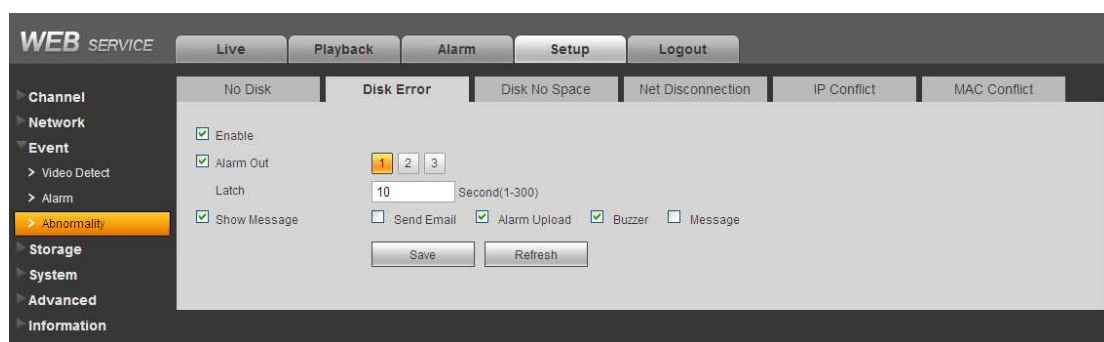 WEB SERVICE
Live Playback Alarm Setup Logout
No Disk Disk Error Disk No Space Net Disconnection IP Conflict MAC Conflict
Channel
Network
Event
> Video Detect
> Alarm
> Abnormality
Storage
System
Advanced
Information
Enable
Alarm Out 1 2 3
Latch 10 Second(1-300)
Show Message Send Email Alarm Upload Buzzer Message
Save Refresh